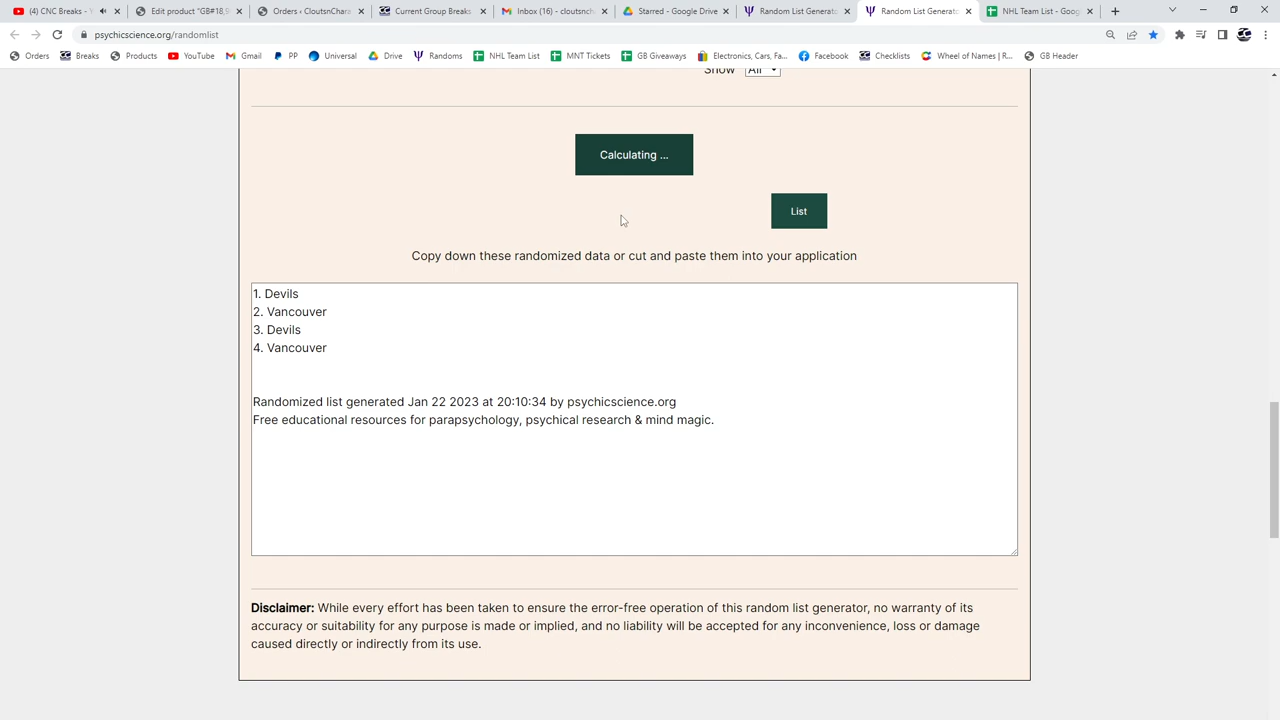 (4) CNC Breaks - Y
Edit product "GB#18,9
Orders ‹ CloutsnChara
Current Group Breaks
Inbox (16) - cloutsnch
Starred - Google Drive
Random List Generato
Random List Generato
NHL Team List - Goog
psychicscience.org/randomlist
Orders
Breaks
Products
YouTube
Gmail
PP
Universal
Drive
Randoms
NHL Team List
MNT Tickets
GB Giveaways
Electronics, Cars, Fa...
Facebook
Checklists
Wheel of Names | R...
GB Header
Show All
Calculating ...
List
Copy down these randomized data or cut and paste them into your application
1. Devils
2. Vancouver
3. Devils
4. Vancouver
Randomized list generated Jan 22 2023 at 20:10:34 by psychicscience.org
Free educational resources for parapsychology, psychical research & mind magic.
Disclaimer: While every effort has been taken to ensure the error-free operation of this random list generator, no warranty of its
accuracy or suitability for any purpose is made or implied, and no liability will be accepted for any inconvenience, loss or damage
caused directly or indirectly from its use.